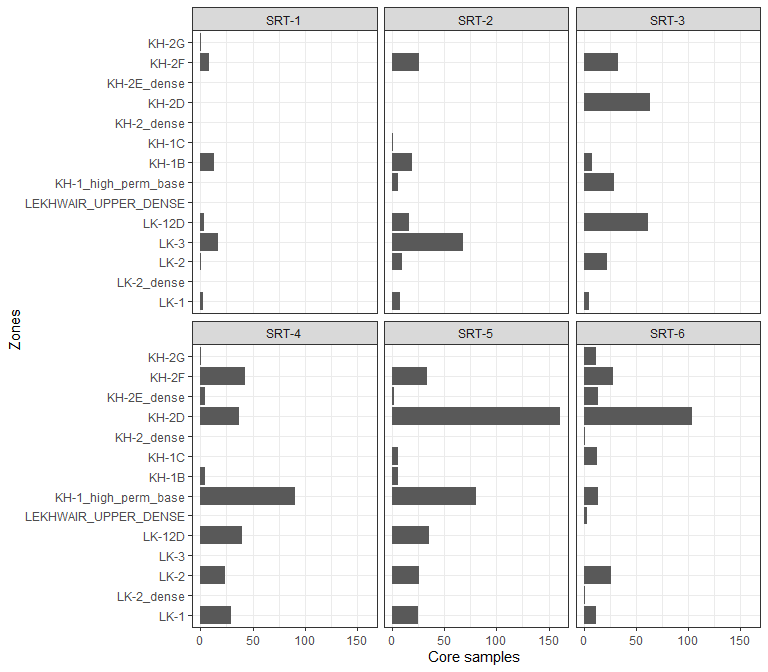 SRT-1 SRT-2 SRT-3
KH-2G
KH-2F
KH-2E_dense
KH-2D
KH-2_dense
KH-1C
KH-1B
KH-1_high_perm_base
LEKHWAIR_UPPER_DENSE
LK-12D
LK-3
LK-2
LK-2_dense
LK-1
Zones
SRT-4 SRT-5 SRT-6
KH-2G
KH-2F
KH-2E_dense
KH-2D
KH-2_dense
KH-1C
KH-1B
KH-1_high_perm_base
LEKHWAIR_UPPER_DENSE
LK-12D
LK-3
LK-2
LK-2_dense
LK-1
0 50 100 150 0 50 100 150 0 50 100 150
Core samples